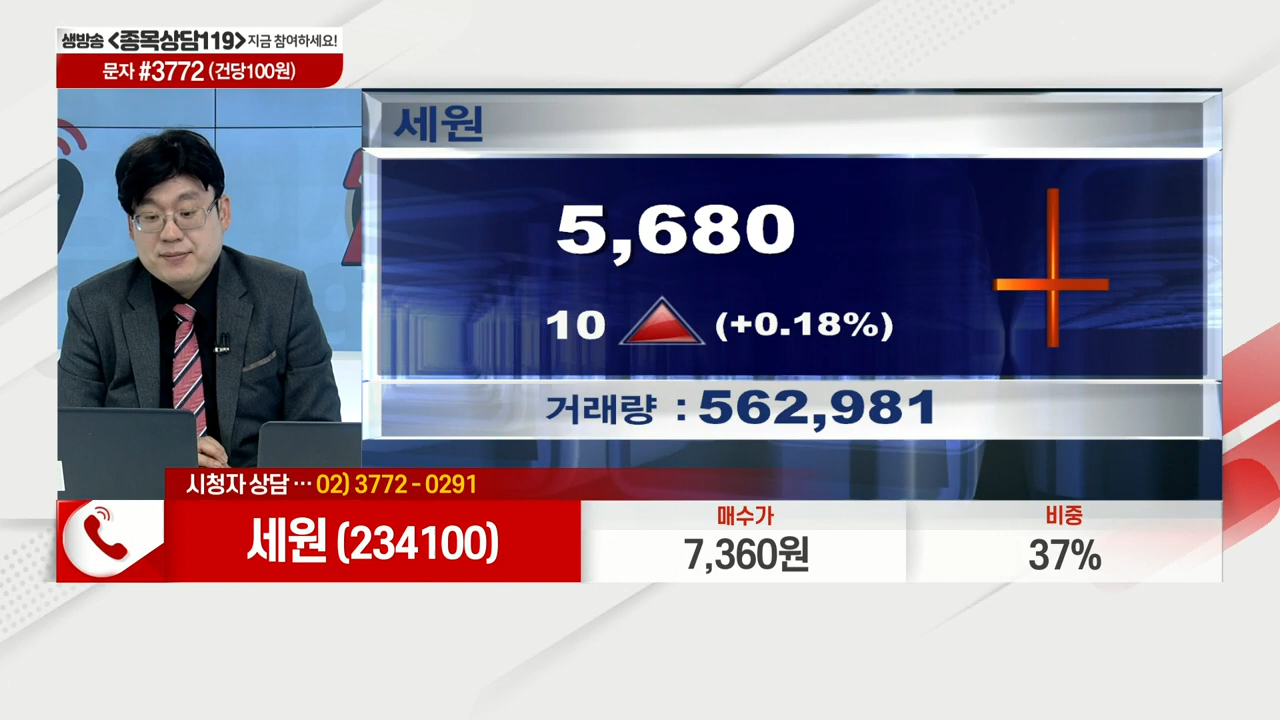 생방송 <종목상담119> 지금 참여하세요!
문자 #3772 (건당100원)
세원
5,680
10 ▲ (+0.18%)
거래량 : 562,981
시청자 상담 … 02) 3772 - 0291
세원 (234100)
매수가
7,360원
비중
37%